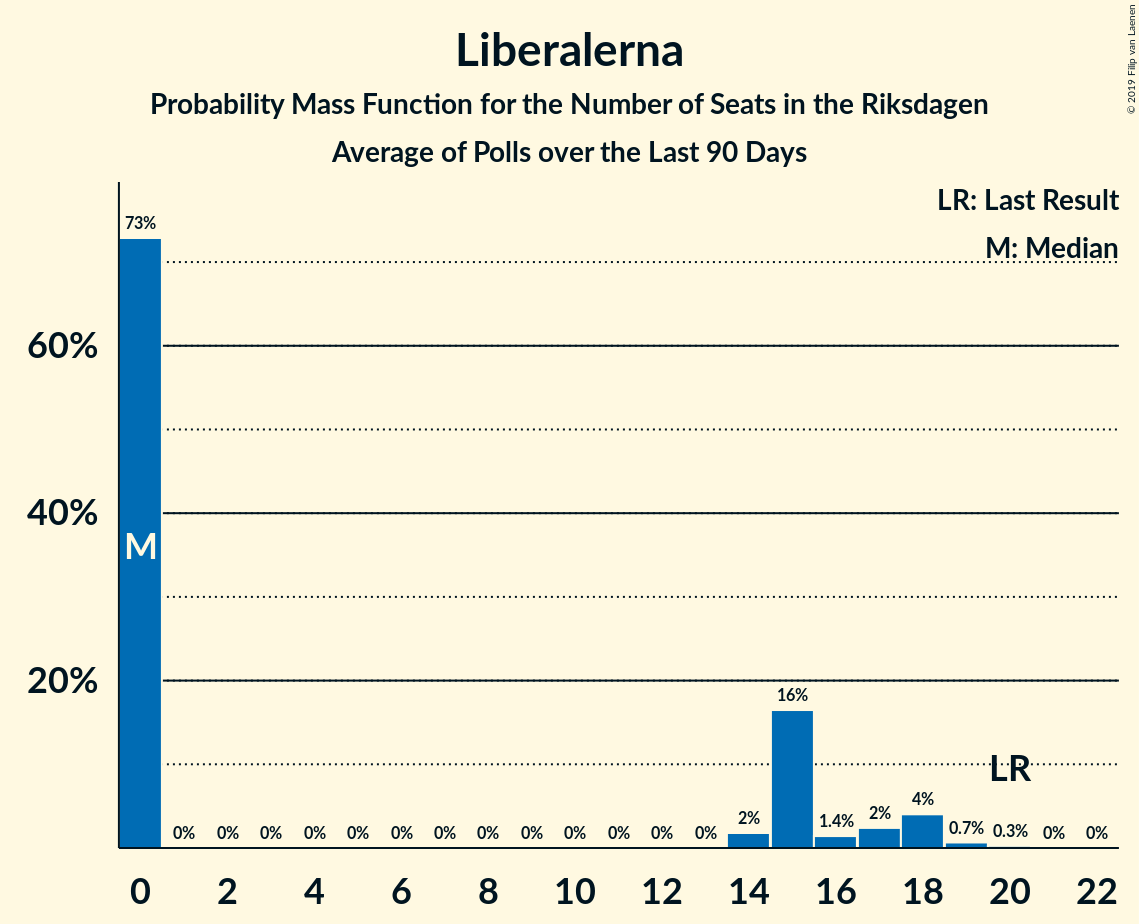 Liberalerna
Probability Mass Function for the Number of Seats in the Riksdagen
Average of Polls over the Last 90 Days
© 2019 Filip van Laenen
LR: Last Result
M: Median
73%
60%
40%
M
20%
16%
LR
0% 0% 0% 0% 0% 0% 0% 0% 0% 0% 0% 0% 0% 2% 1.4% 2% 4% 0.7% 0.3% 0% 0%
0 2 4 6 8 10 12 14 16 18 20 22